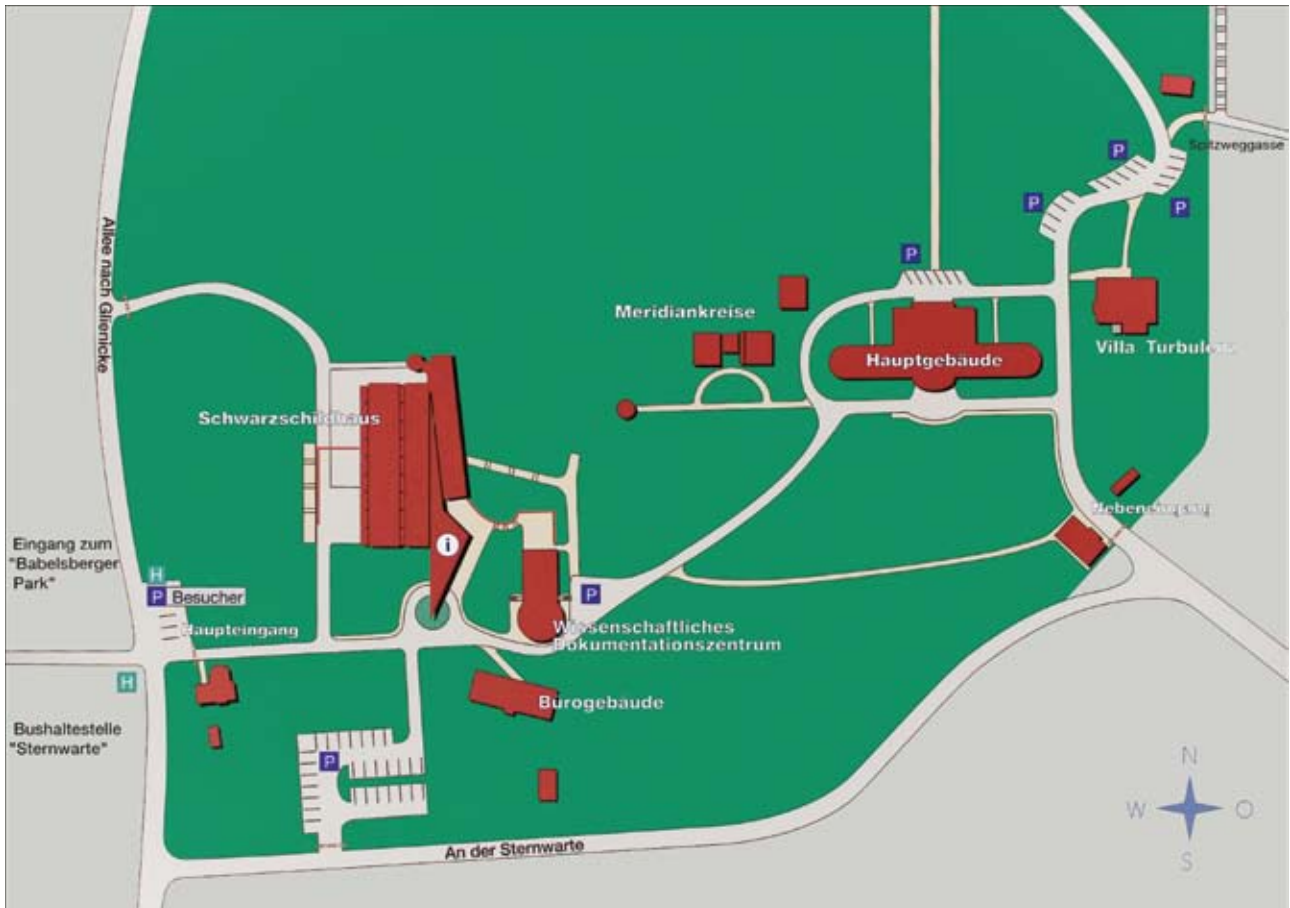 P
Spitzweggasse
P
P
Allee nach Glienicke
P
Meridiankreise
Hauptgebäude
Villa Turbulenz
Schwarzschildhaus
Nebeneingang
i
Eingang zum
"Babelsberger
Park"
H
P Besucher
P
Haupteingang
Wissenschaftliches
Dokumentationszentrum
H
Bürogebäude
Bushaltestelle
"Sternwarte"
P
An der Sternwarte
N
W O
S